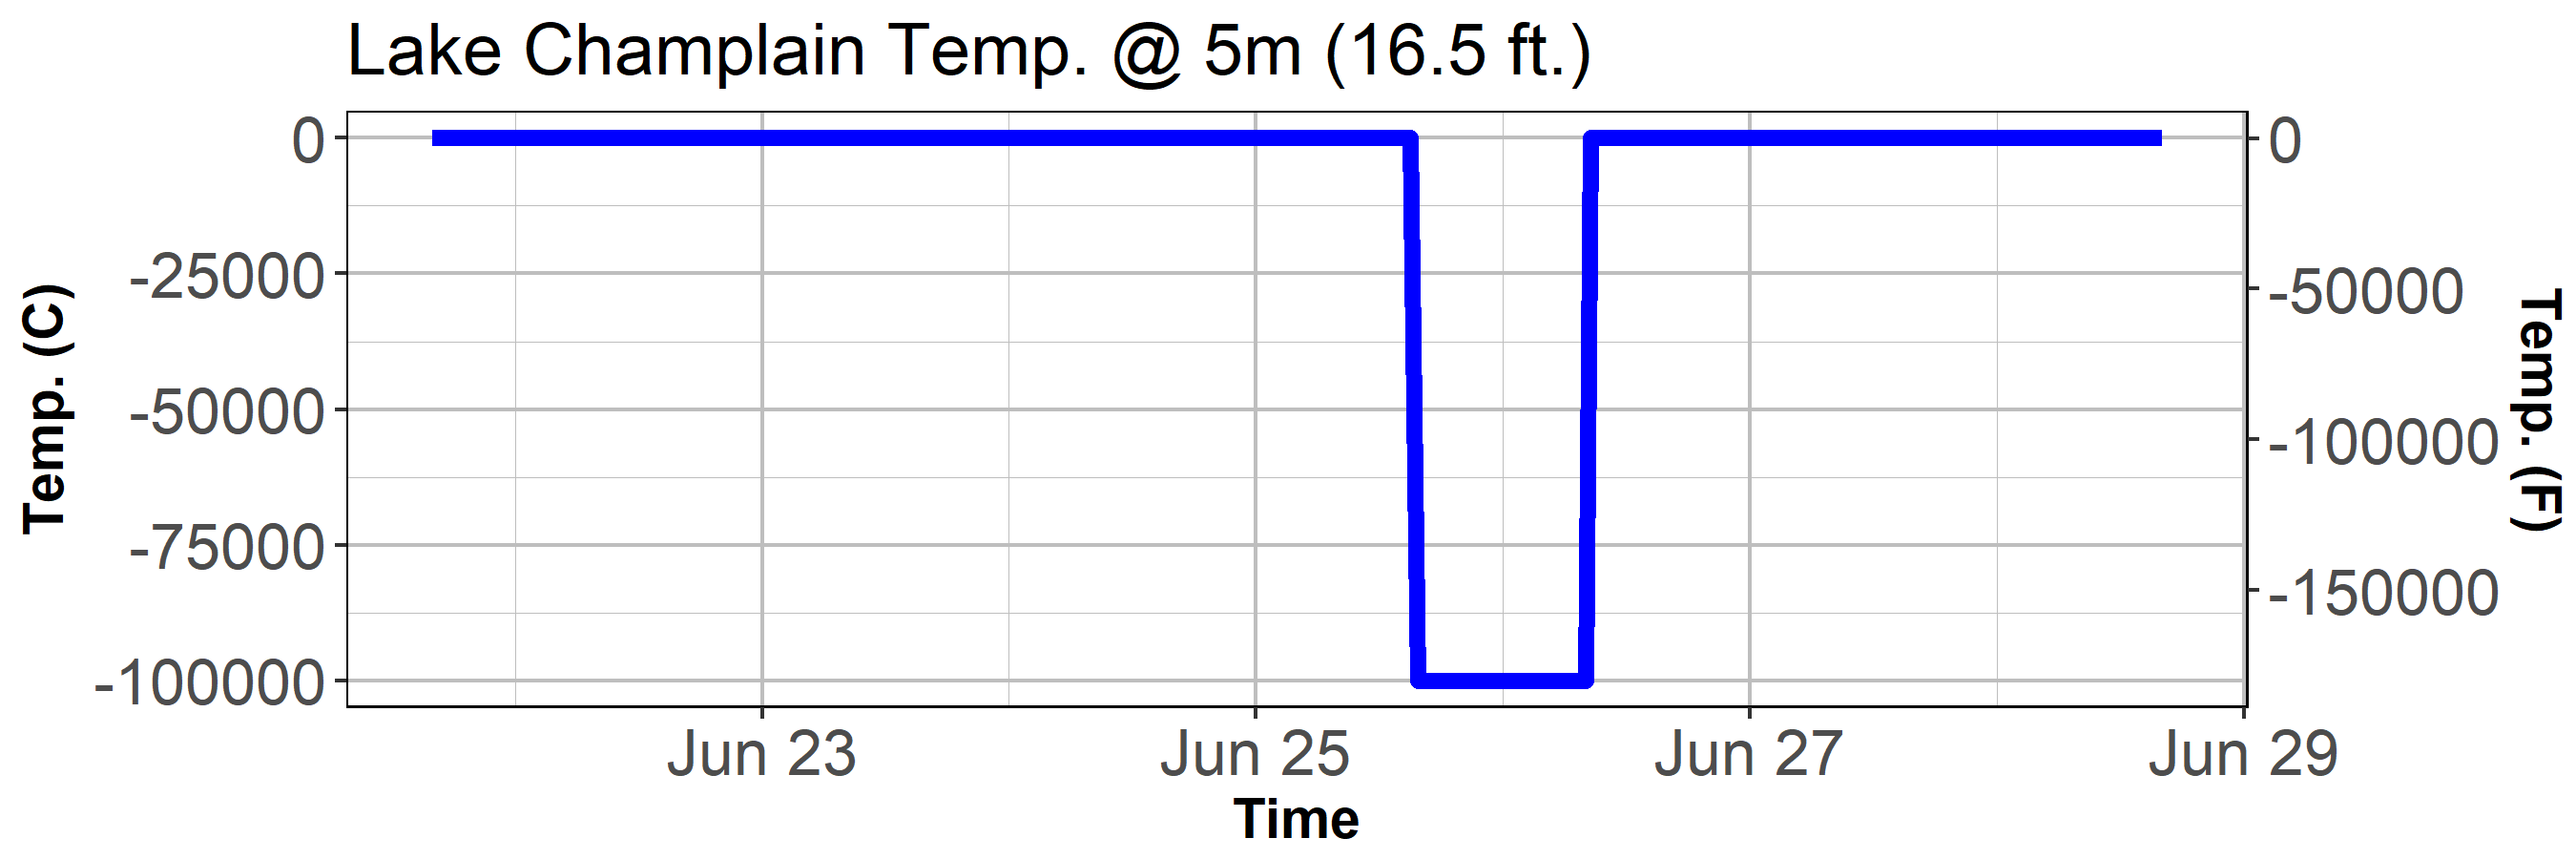 Lake Champlain Temp. @ 5m (16.5 ft.)
Temp. (C)
0
-25000
-50000
-75000
-100000
0
-50000
-100000
-150000
Temp. (F)
Jun 23
Jun 25
Jun 27
Jun 29
Time